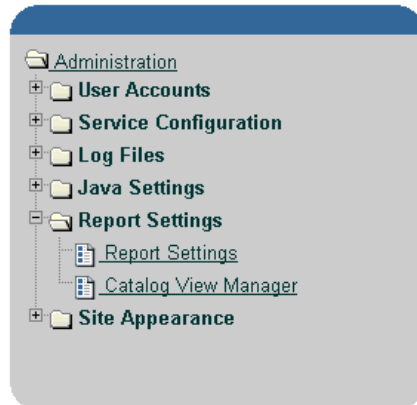 Administration
User Accounts
Service Configuration
Log Files
Java Settings
Report Settings
Report Settings
Catalog View Manager
Site Appearance